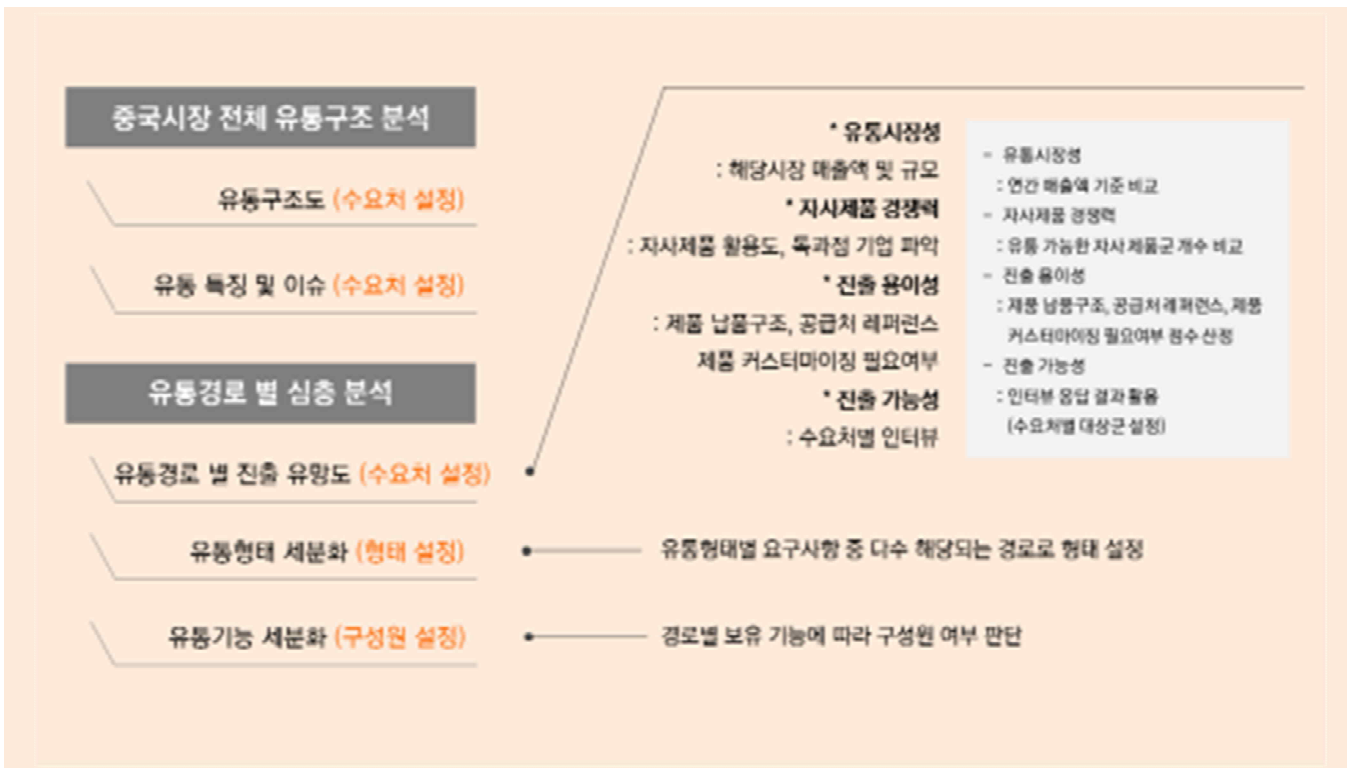 중국시장 전체 유통구조 분석
유통구조도 (수요처 설정)
유통 특징 및 이슈 (수요처 설정)
유통경로 별 심층 분석
유통경로 별 진출 유망도 (수요처 설정)
유통형태 세분화 (형태 설정)
유통기능 세분화 (구성원 설정)
* 유통시장성
: 해당시장 매출액 및 규모
* 자사제품 경쟁력
: 자사제품 활용도, 독과점 기업 파악
* 진출 용이성
: 제품 납품구조, 공급처 레퍼런스
제품 커스터마이징 필요여부
* 진출 가능성
: 수요처별 인터뷰
- 유통시장성
: 연간 매출액 기준 비교
- 자사제품 경쟁력
: 유통 가능한 자사 제품군 개수 비교
- 진출 용이성
: 제품 납품구조, 공급처 레퍼런스, 제품
커스터마이징 필요여부 점수 산정
- 진출 가능성
: 인터뷰 응답 결과 활용
(수요처별 대상군 설정)
유통형태별 요구사항 중 다수 해당되는 경로로 형태 설정
경로별 보유 기능에 따라 구성원 여부 판단